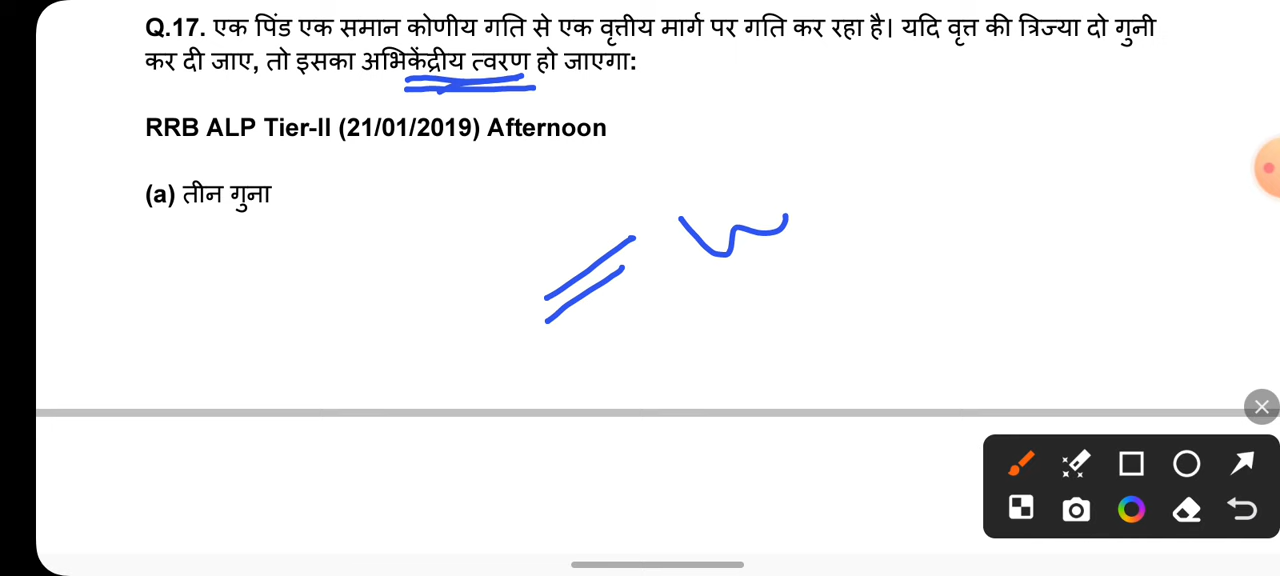 Q.17. एक पिंड एक समान कोणीय गति से एक वृत्तीय मार्ग पर गति कर रहा है। यदि वृत्त की त्रिज्या दो गुनी
कर दी जाए, तो इसका अभिकेंद्रीय त्वरण हो जाएगा:
RRB ALP Tier-II (21/01/2019) Afternoon
(a) तीन गुना